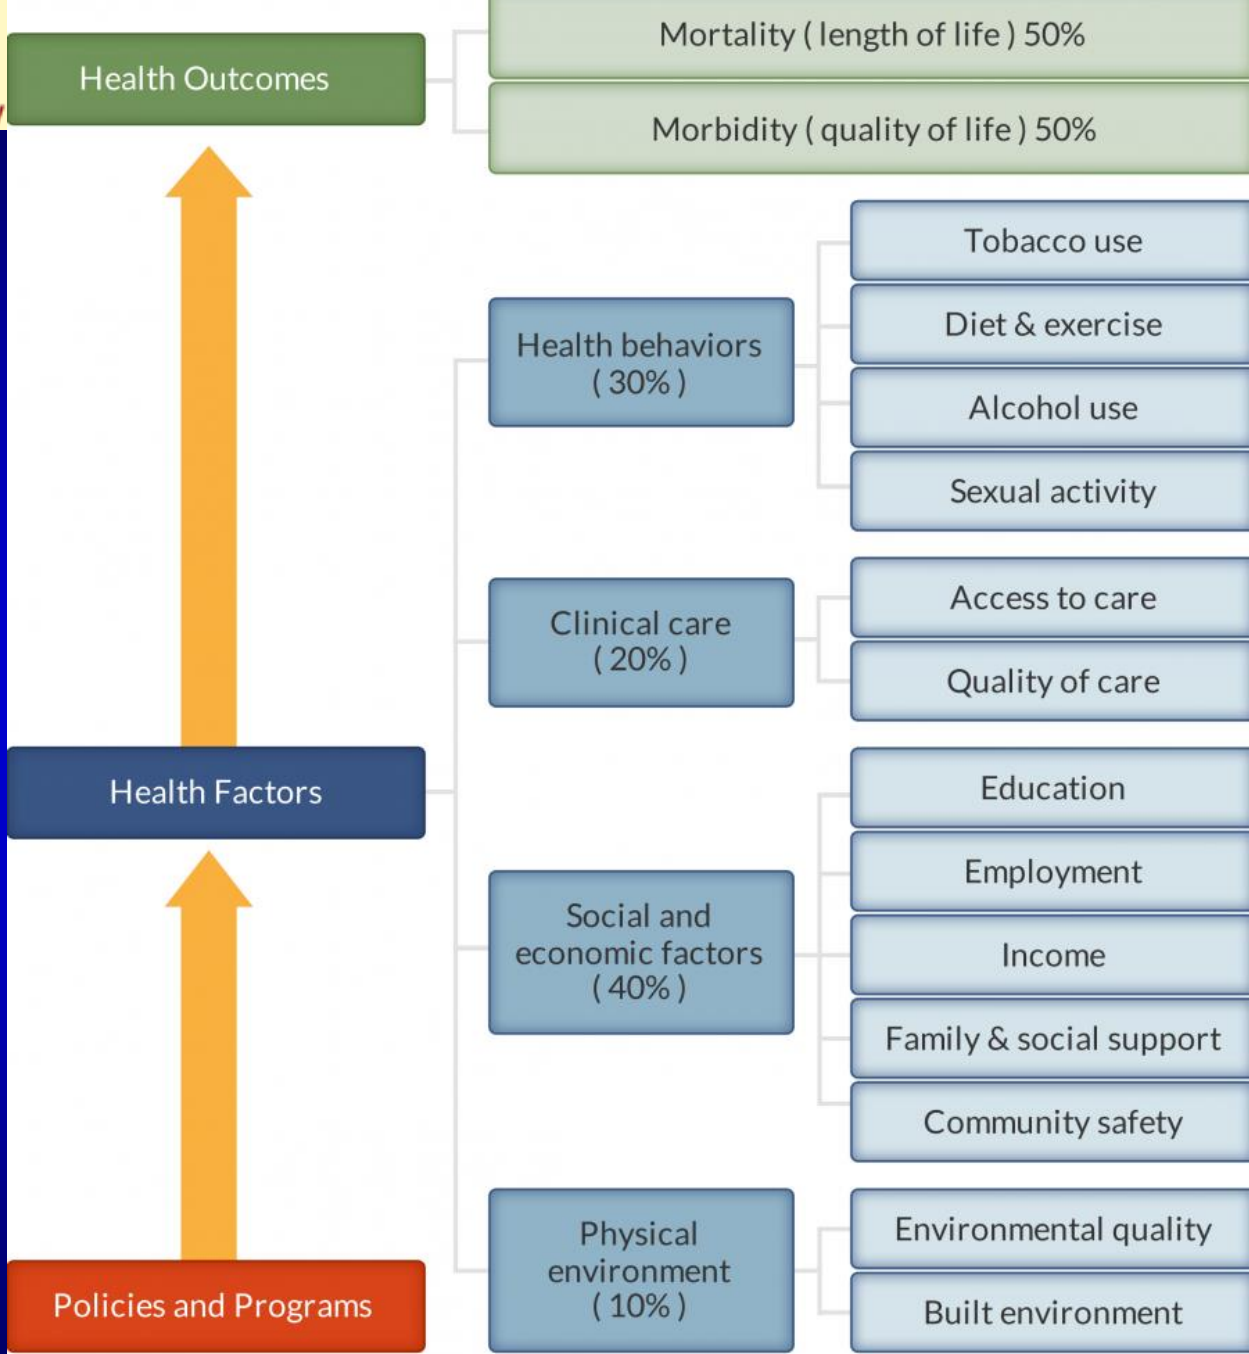 Health Outcomes
Mortality ( length of life ) 50%
Morbidity ( quality of life ) 50%
Health Factors
Health behaviors
( 30% )
Tobacco use
Diet & exercise
Alcohol use
Sexual activity
Clinical care
( 20% )
Access to care
Quality of care
Social and
economic factors
( 40% )
Education
Employment
Income
Family & social support
Community safety
Physical
environment
( 10% )
Environmental quality
Built environment
Policies and Programs